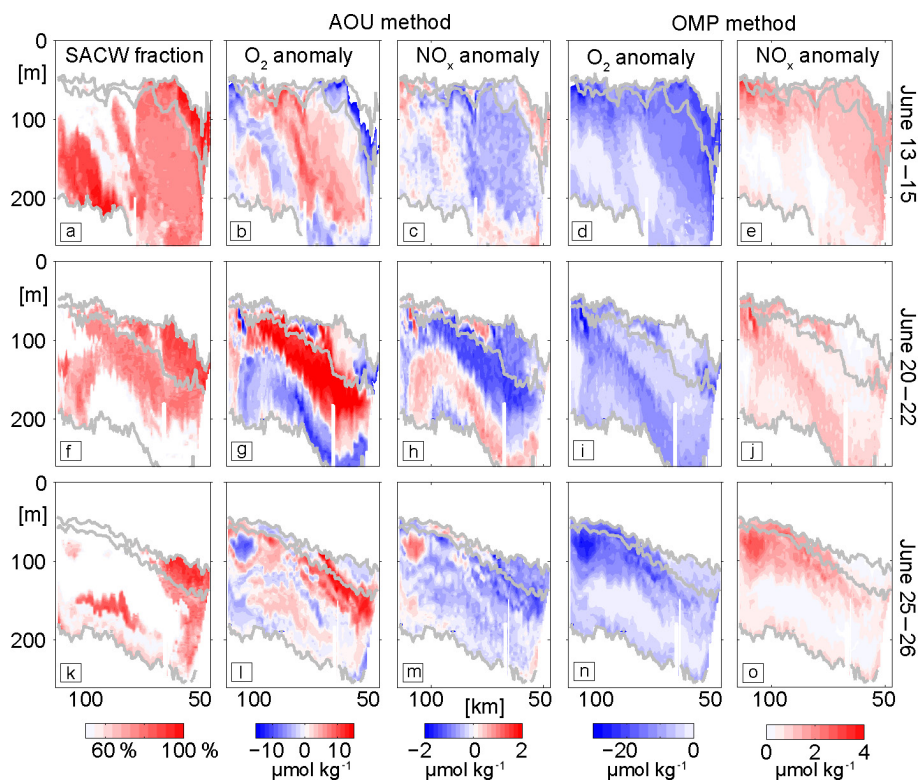 AOU method OMP method
SACW fraction O₂ anomaly NOₓ anomaly O₂ anomaly NOₓ anomaly
0
[m]
100
200
a b c d e
June 13–15
0
[m]
100
200
f g h i j
June 20–22
0
[m]
100
200
k l m n o
June 25–26
100 50 100 50 100 [km] 50 100 50 100 50
60 % 100 % −10 0 10 −2 0 2 −20 0 0 2 4
µmol kg⁻¹ µmol kg⁻¹ µmol kg⁻¹ µmol kg⁻¹